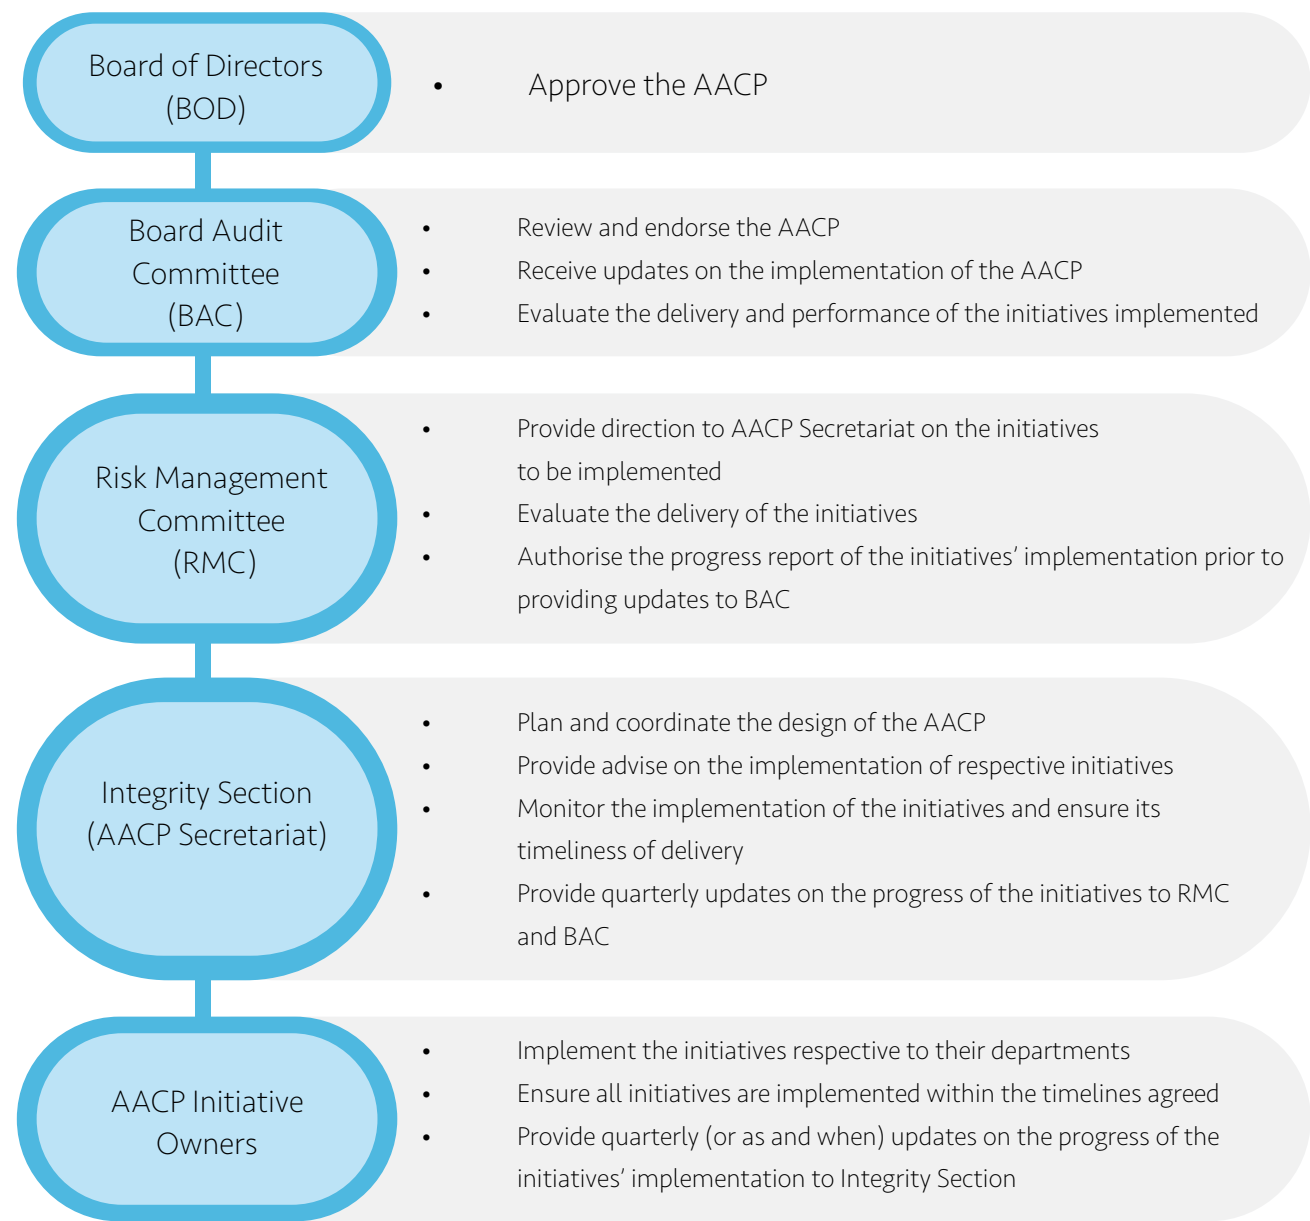 Board of Directors
(BOD)
• Approve the AACP
Board Audit
Committee
(BAC)
• Review and endorse the AACP
• Receive updates on the implementation of the AACP
• Evaluate the delivery and performance of the initiatives implemented
Risk Management
Committee
(RMC)
• Provide direction to AACP Secretariat on the initiatives
to be implemented
• Evaluate the delivery of the initiatives
• Authorise the progress report of the initiatives’ implementation prior to
providing updates to BAC
Integrity Section
(AACP Secretariat)
• Plan and coordinate the design of the AACP
• Provide advise on the implementation of respective initiatives
• Monitor the implementation of the initiatives and ensure its
timeliness of delivery
• Provide quarterly updates on the progress of the initiatives to RMC
and BAC
AACP Initiative
Owners
• Implement the initiatives respective to their departments
• Ensure all initiatives are implemented within the timelines agreed
• Provide quarterly (or as and when) updates on the progress of the
initiatives’ implementation to Integrity Section